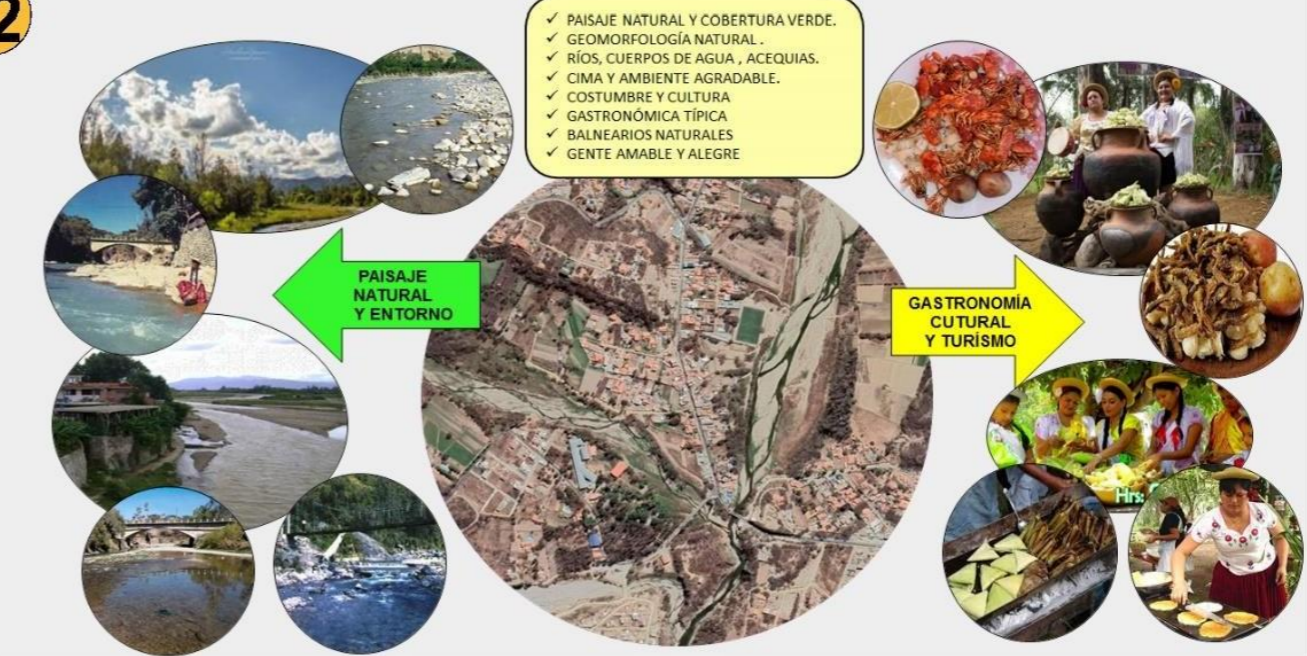 2
✓ PAISAJE NATURAL Y COBERTURA VERDE.
✓ GEOMORFOLOGÍA NATURAL .
✓ RÍOS, CUERPOS DE AGUA , ACEQUIAS.
✓ CIMA Y AMBIENTE AGRADABLE.
✓ COSTUMBRE Y CULTURA
✓ GASTRONÓMICA TÍPICA
✓ BALNEARIOS NATURALES
✓ GENTE AMABLE Y ALEGRE
PAISAJE
NATURAL
Y ENTORNO
GASTRONOMÍA
CUTURAL
Y TURÍSMO
Hrs: